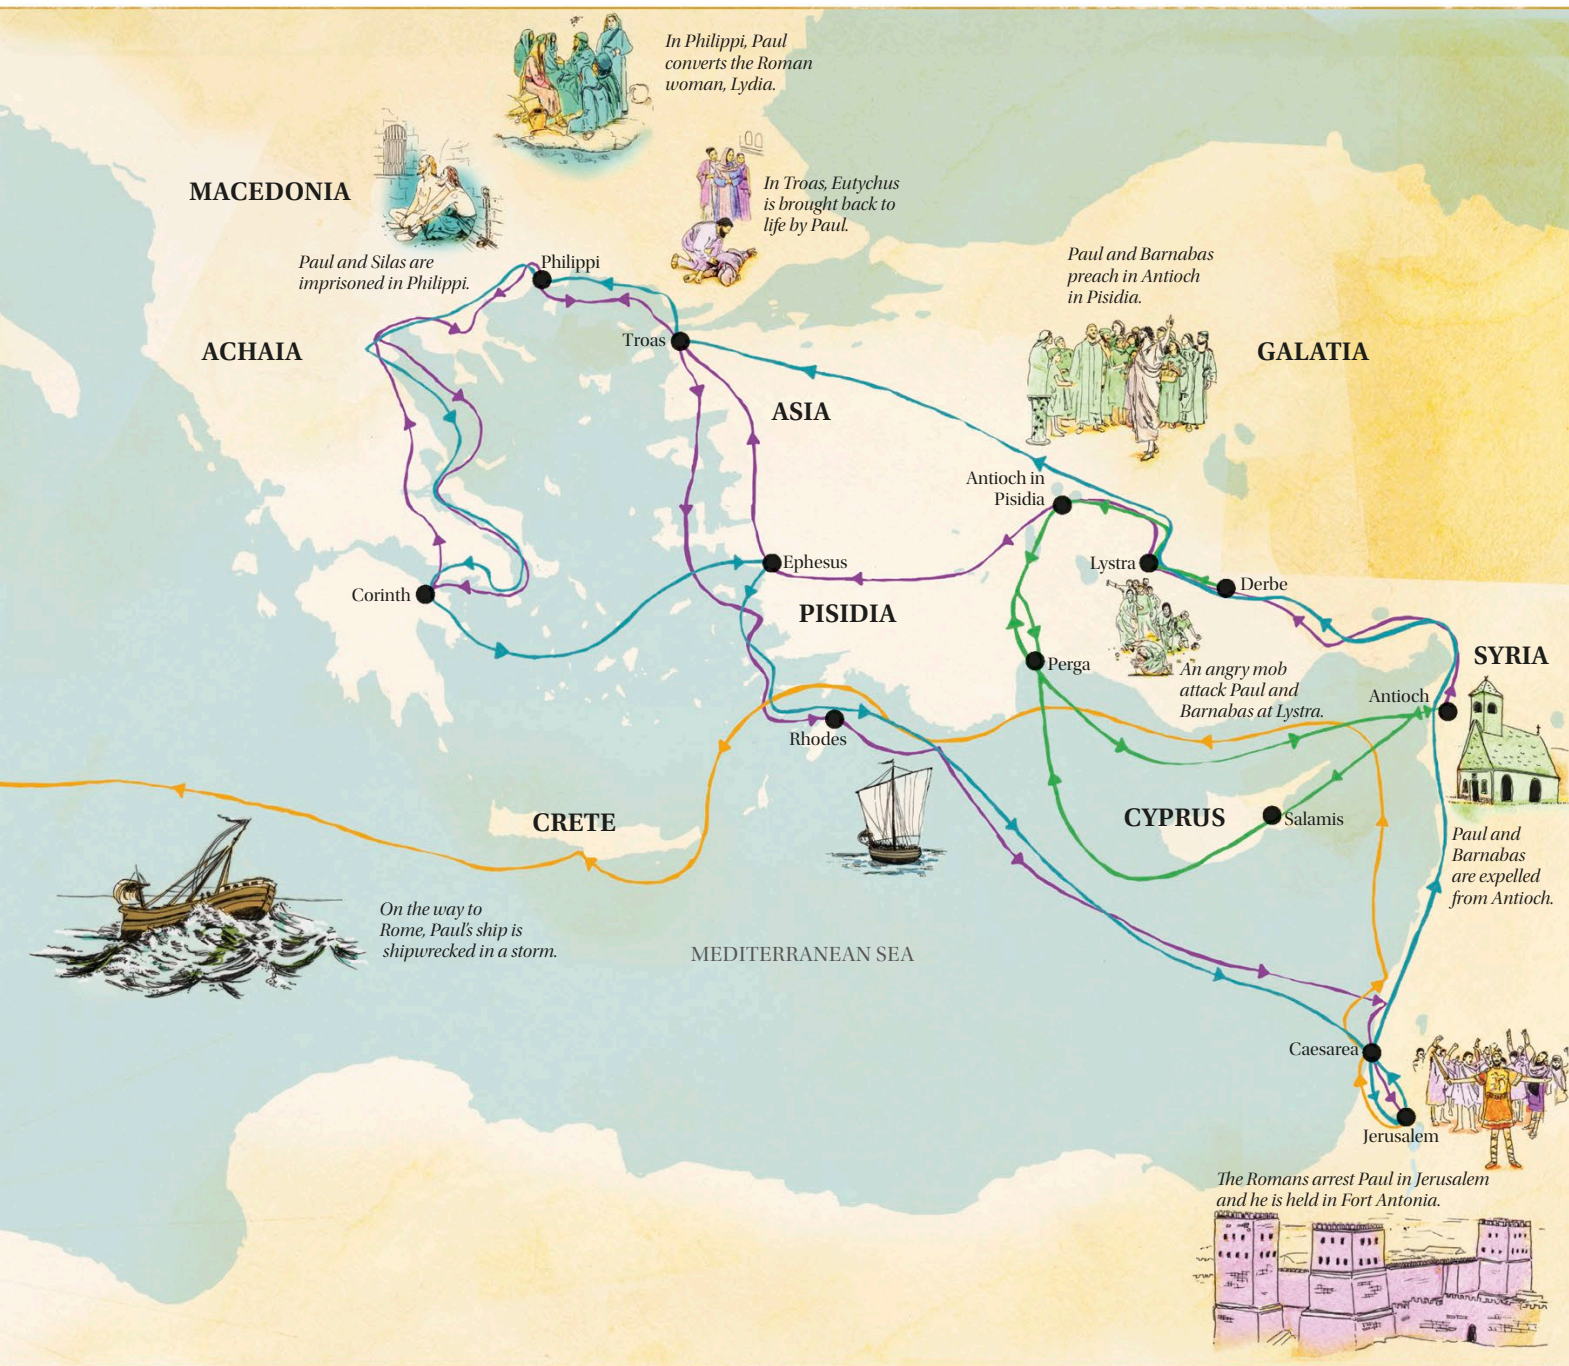 In Philippi, Paul
converts the Roman
woman, Lydia.
MACEDONIA
In Troas, Eutychus
is brought back to
life by Paul.
Paul and Silas are
imprisoned in Philippi.
Philippi
Paul and Barnabas
preach in Antioch
in Pisidia.
ACHAIA
Troas
GALATIA
ASIA
Antioch in
Pisidia
Ephesus
Lystra
Derbe
Corinth
PISIDIA
Perga
An angry mob
attack Paul and
Barnabas at Lystra.
SYRIA
Antioch
Rhodes
CRETE
CYPRUS
Salamis
Paul and
Barnabas
are expelled
from Antioch.
On the way to
Rome, Paul's ship is
shipwrecked in a storm.
MEDITERRANEAN SEA
Caesarea
Jerusalem
The Romans arrest Paul in Jerusalem
and he is held in Fort Antonia.